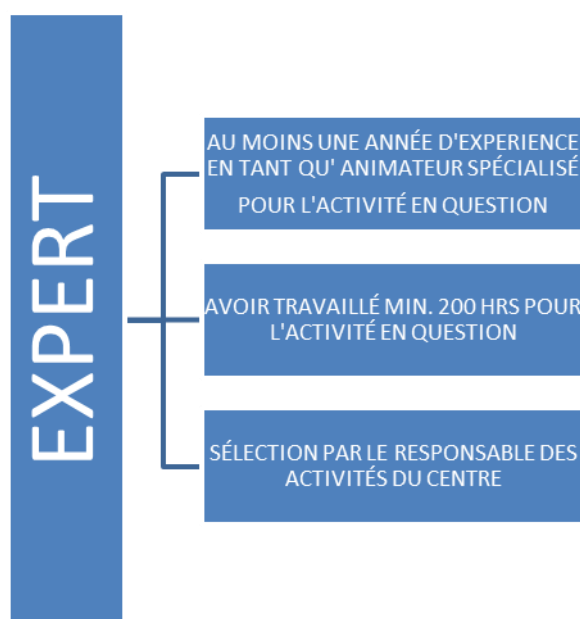 EXPERT
AU MOINS UNE ANNÉE D'EXPERIENCE
EN TANT QU' ANIMATEUR SPÉCIALISÉ
POUR L'ACTIVITÉ EN QUESTION
AVOIR TRAVAILLÉ MIN. 200 HRS POUR
L'ACTIVITÉ EN QUESTION
SÉLECTION PAR LE RESPONSABLE DES
ACTIVITÉS DU CENTRE